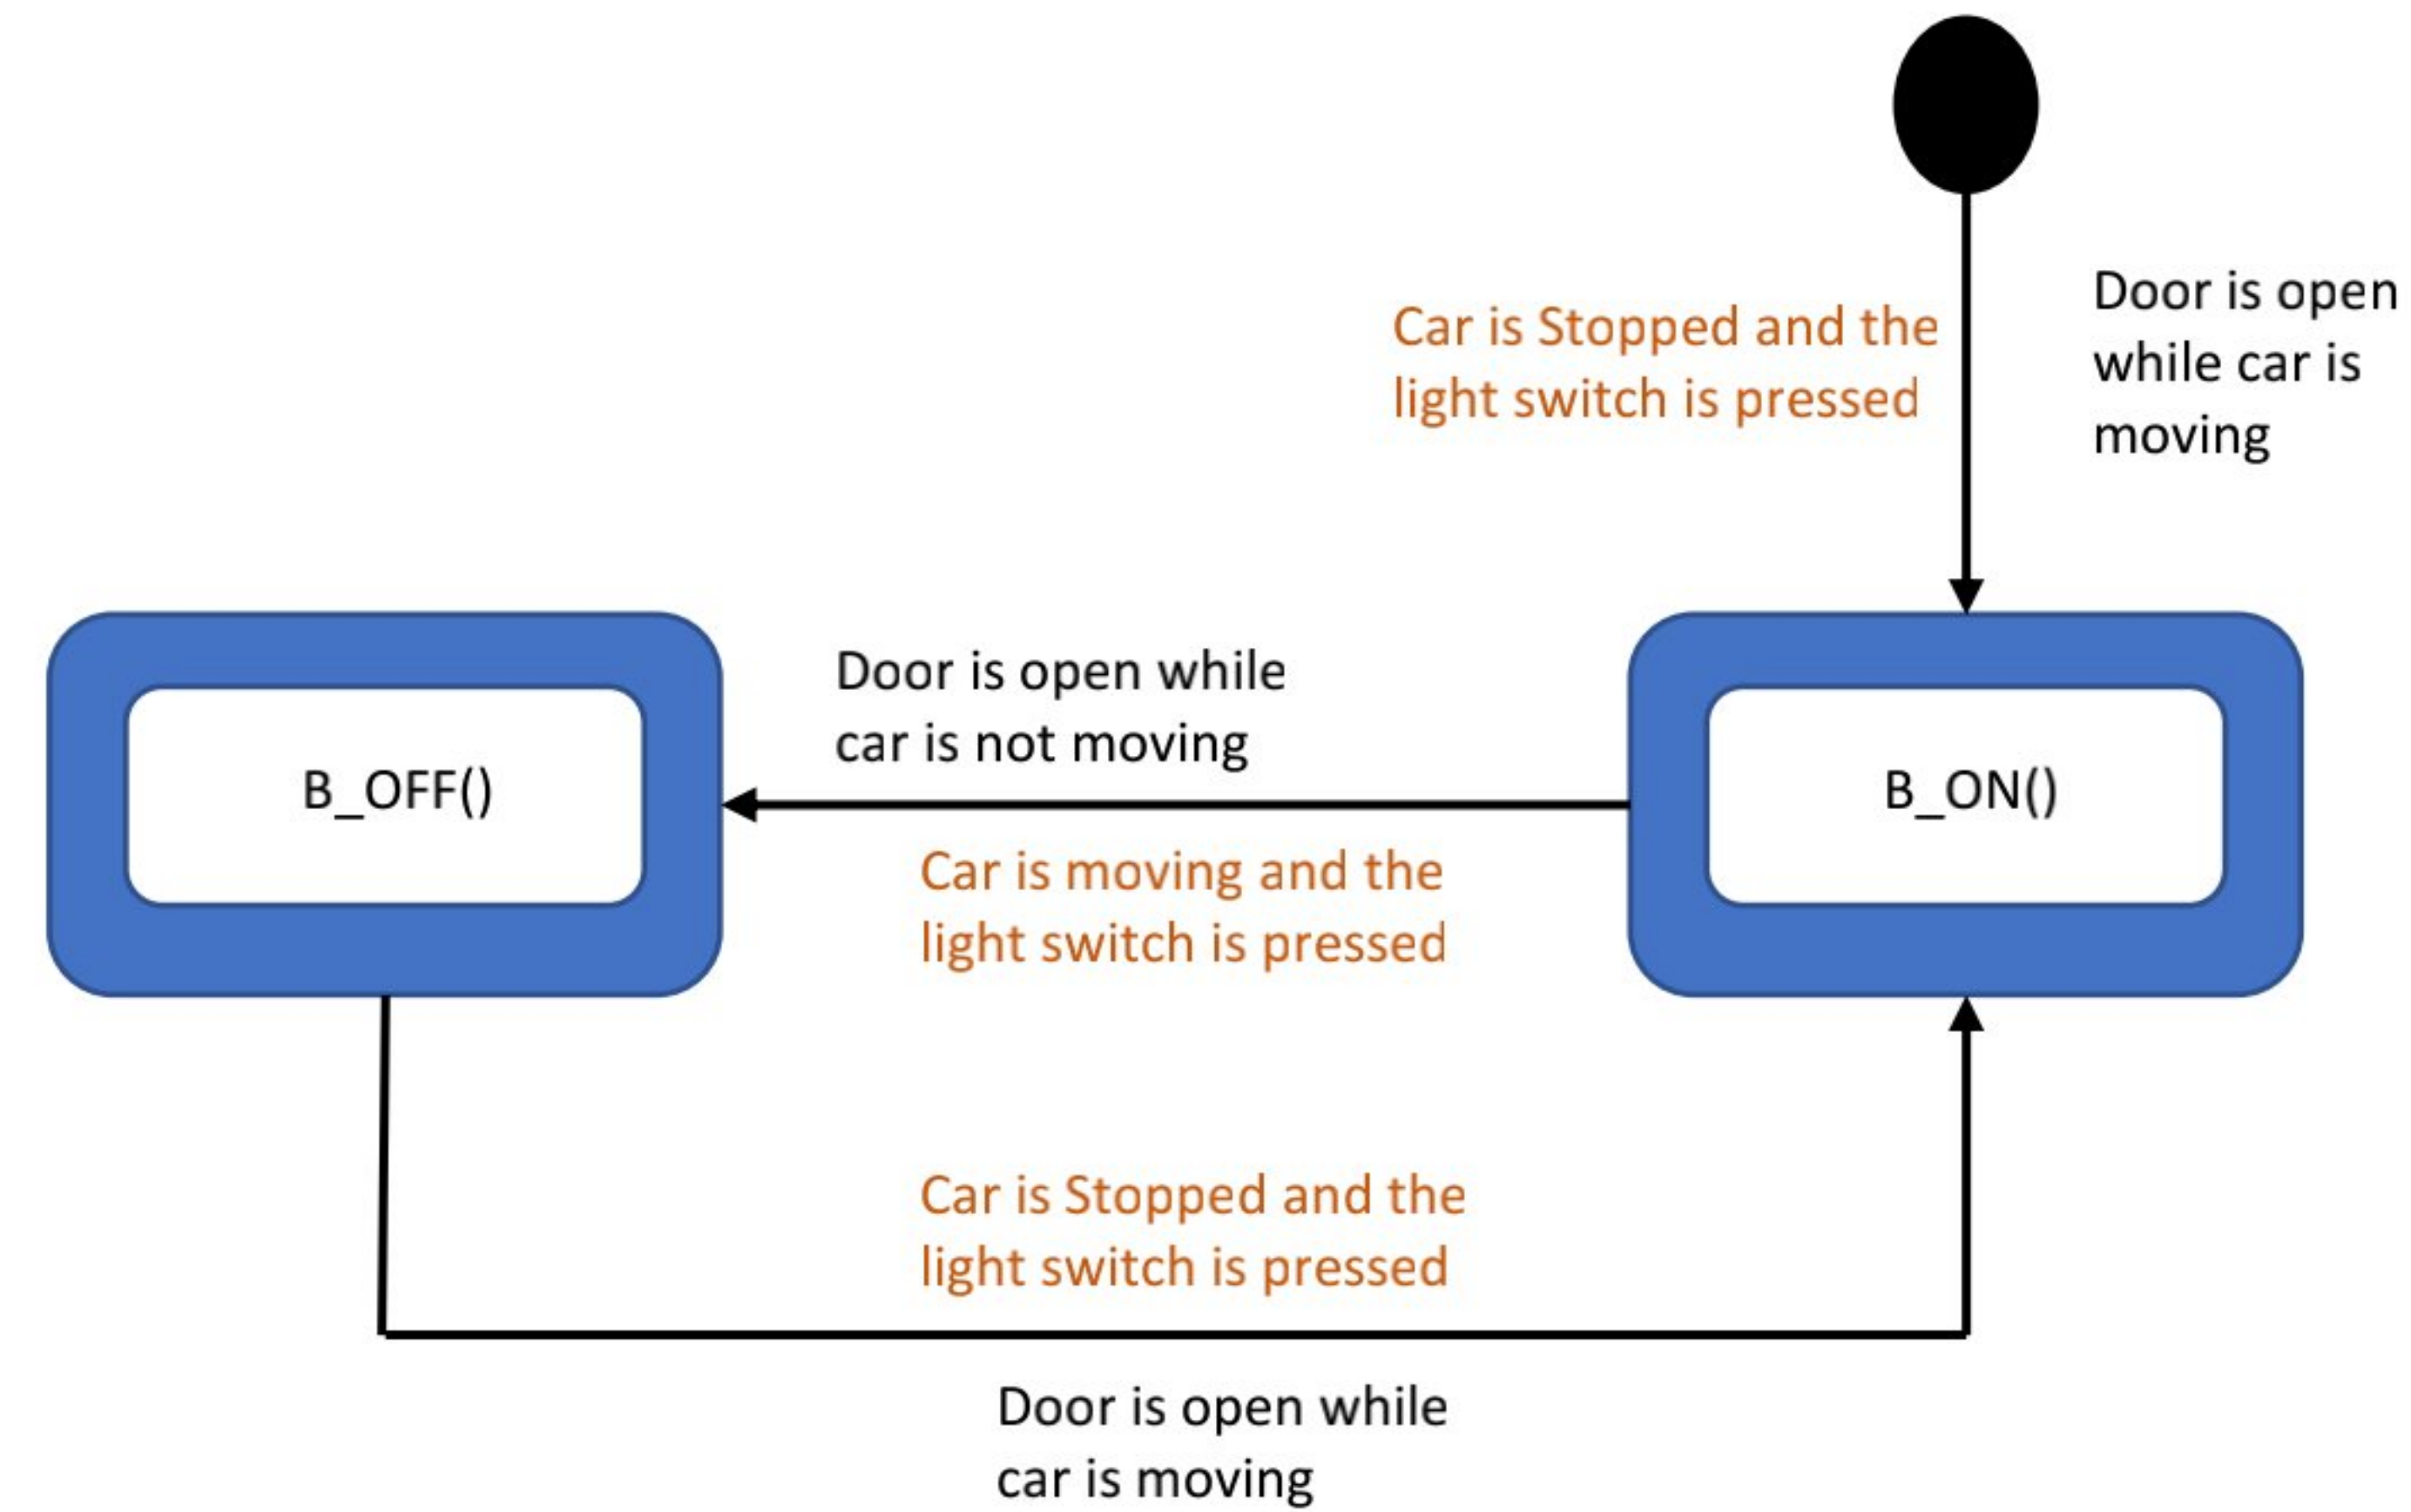 Car is Stopped and the
light switch is pressed
Door is open
while car is
moving
B_OFF()
Door is open while
car is not moving
Car is moving and the
light switch is pressed
B_ON()
Car is Stopped and the
light switch is pressed
Door is open while
car is moving